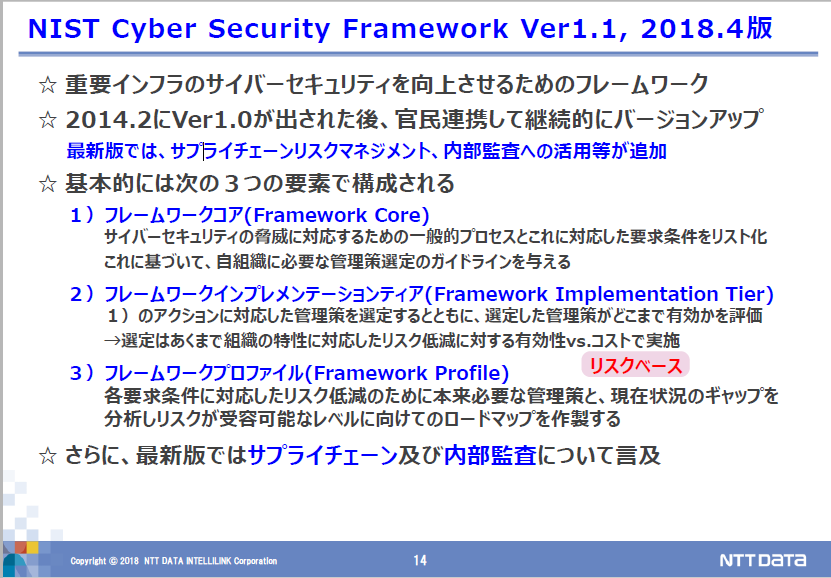 NIST Cyber Security Framework Ver1.1, 2018.4版
☆ 重要インフラのサイバーセキュリティを向上させるためのフレームワーク
☆ 2014.2にVer1.0が出された後、官民連携して継続的にバージョンアップ
最新版では、サプライチェーンリスクマネジメント、内部監査への活用等が追加
☆ 基本的には次の３つの要素で構成される
１）フレームワークコア(Framework Core)
サイバーセキュリティの脅威に対応するための一般的プロセスとこれに対応した要求条件をリスト化
これに基づいて、自組織に必要な管理策選定のガイドラインを与える
２）フレームワークインプレメンテーションティア(Framework Implementation Tier)
１）のアクションに対応した管理策を選定するとともに、選定した管理策がどこまで有効かを評価
→選定はあくまで組織の特性に対応したリスク低減に対する有効性vs.コストで実施
リスクベース
３）フレームワークプロファイル(Framework Profile)
各要求条件に対応したリスク低減のために本来必要な管理策と、現在状況のギャップを
分析しリスクが受容可能なレベルに向けてのロードマップを作製する
☆ さらに、最新版ではサプライチェーン及び内部監査について言及
Copyright © 2018 NTT DATA INTELLILINK Corporation
14
NTT DATA